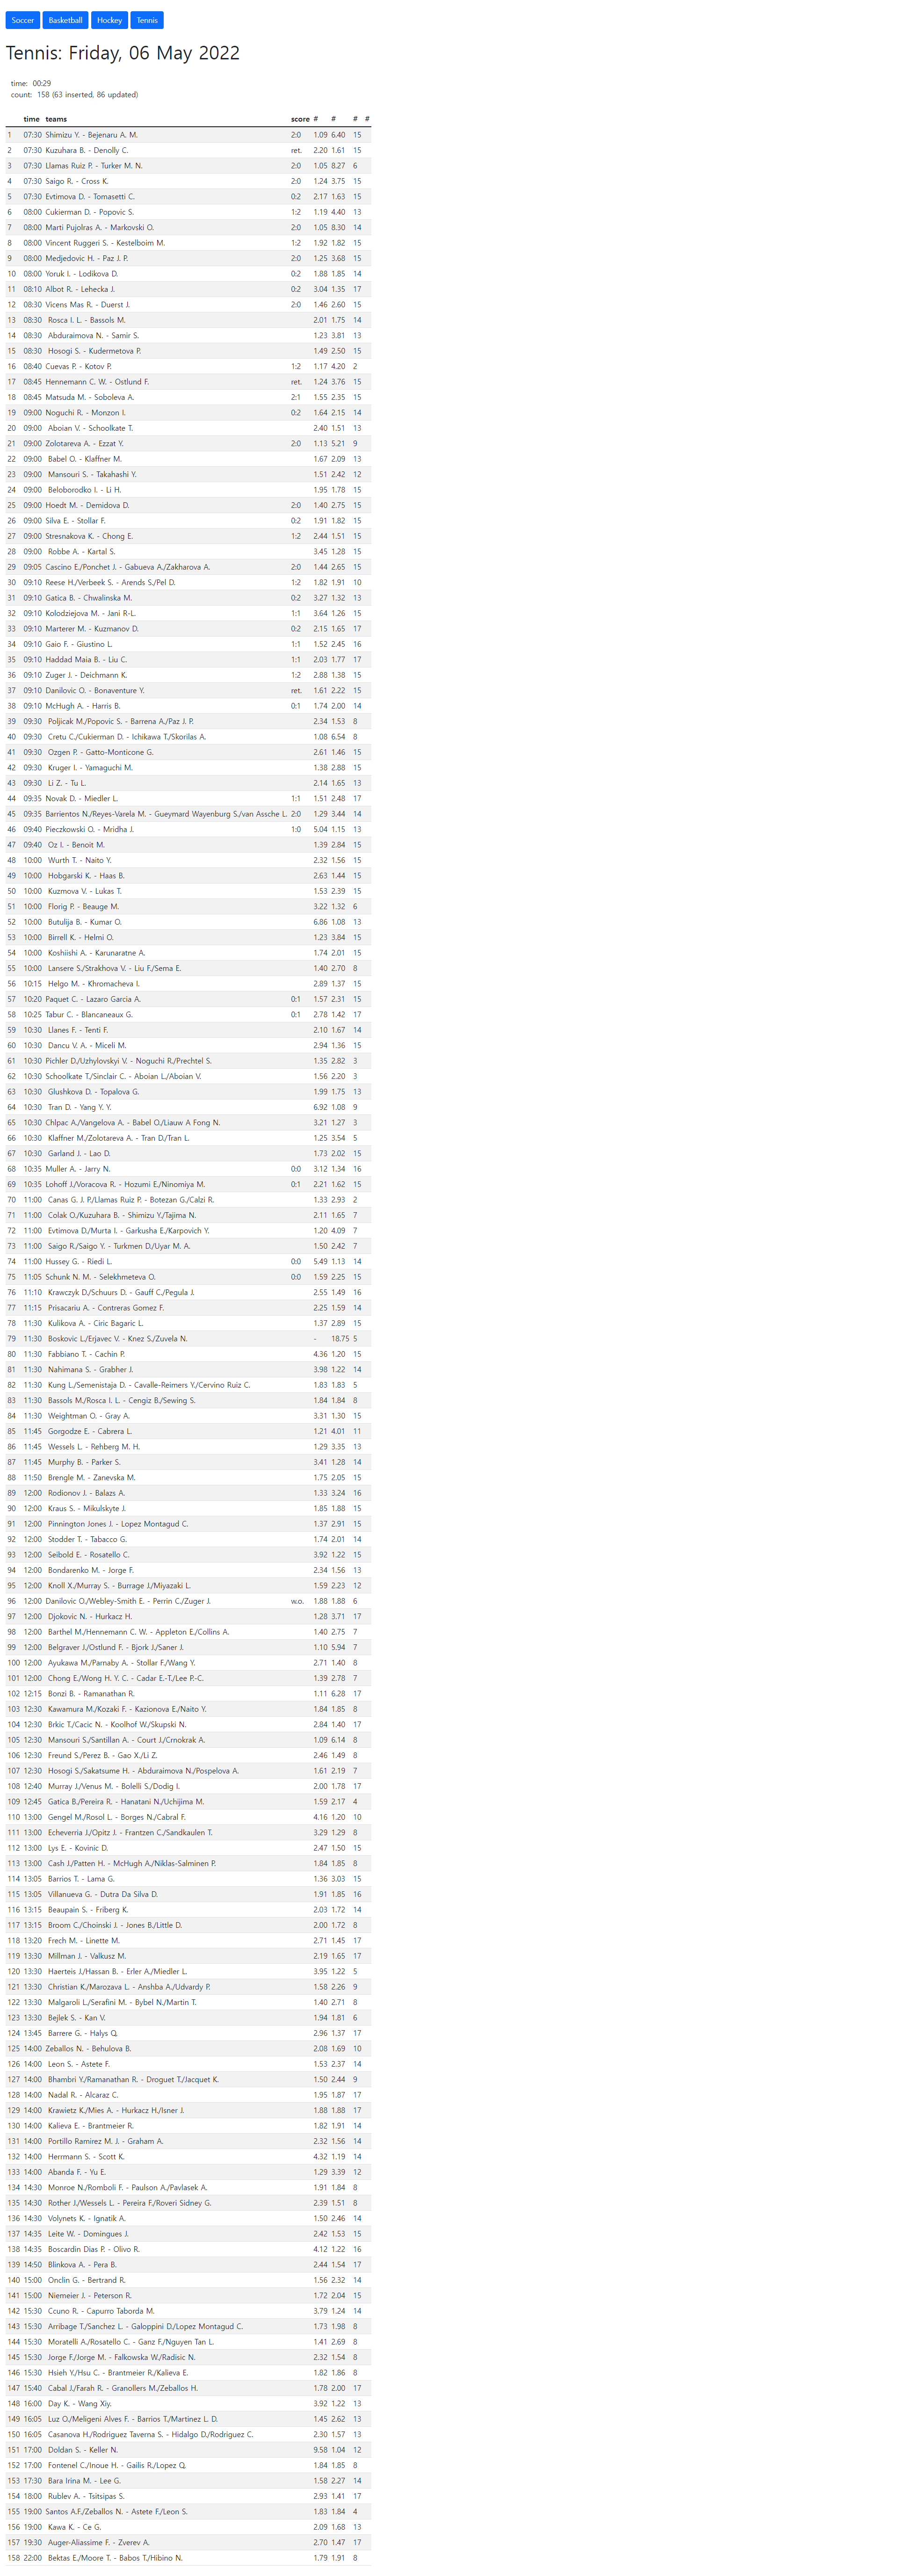 Soccer Basketball Hockey Tennis
Tennis: Friday, 06 May 2022
time: 00:29
count: 158 (63 inserted, 86 updated)
time teams score # # # #
1 07:30 Shimizu Y. - Bejenaru A. M. 2:0 1.09 6.40 15
2 07:30 Kuzuhara B. - Denolly C. ret. 2.20 1.61 15
3 07:30 Llamas Ruiz P. - Turker M. N. 2:0 1.05 8.27 6
4 07:30 Saigo R. - Cross K. 2:0 1.24 3.75 15
5 07:30 Evtimova D. - Tomasetti C. 0:2 2.17 1.63 15
6 08:00 Cukierman D. - Popovic S. 1:2 1.19 4.40 13
7 08:00 Marti Pujolras A. - Markovski O. 2:0 1.05 8.30 14
8 08:00 Vincent Ruggeri S. - Kestelboim M. 1:2 1.92 1.82 15
9 08:00 Medjedovic H. - Paz J. P. 2:0 1.25 3.68 15
10 08:00 Yoruk I. - Lodikova D. 0:2 1.88 1.85 14
11 08:10 Albot R. - Lehecka J. 0:2 3.04 1.35 17
12 08:30 Vicens Mas R. - Duerst J. 2:0 1.46 2.60 15
13 08:30 Rosca I. L. - Bassols M. 2.01 1.75 14
14 08:30 Abduraimova N. - Samir S. 1.23 3.81 13
15 08:30 Hosogi S. - Kudermetova P. 1.49 2.50 15
16 08:40 Cuevas P. - Kotov P. 1:2 1.17 4.20 2
17 08:45 Hennemann C. W. - Ostlund F. ret. 1.24 3.76 15
18 08:45 Matsuda M. - Soboleva A. 2:1 1.55 2.35 15
19 09:00 Noguchi R. - Monzon I. 0:2 1.64 2.15 14
20 09:00 Aboian V. - Schoolkate T. 2.40 1.51 13
21 09:00 Zolotareva A. - Ezzat Y. 2:0 1.13 5.21 9
22 09:00 Babel O. - Klaffner M. 1.67 2.09 13
23 09:00 Mansouri S. - Takahashi Y. 1.51 2.42 12
24 09:00 Beloborodko I. - Li H. 1.95 1.78 15
25 09:00 Hoedt M. - Demidova D. 2:0 1.40 2.75 15
26 09:00 Silva E. - Stollar F. 0:2 1.91 1.82 15
27 09:00 Stresnakova K. - Chong E. 1:2 2.44 1.51 15
28 09:00 Robbe A. - Kartal S. 3.45 1.28 15
29 09:05 Cascino E./Ponchet J. - Gabueva A./Zakharova A. 2:0 1.44 2.65 15
30 09:10 Reese H./Verbeek S. - Arends S./Pel D. 1:2 1.82 1.91 10
31 09:10 Gatica B. - Chwalinska M. 0:2 3.27 1.32 13
32 09:10 Kolodziejova M. - Jani R-L. 1:1 3.64 1.26 15
33 09:10 Marterer M. - Kuzmanov D. 0:2 2.15 1.65 17
34 09:10 Gaio F. - Giustino L. 1:1 1.52 2.45 16
35 09:10 Haddad Maia B. - Liu C. 1:1 2.03 1.77 17
36 09:10 Zuger J. - Deichmann K. 1:2 2.88 1.38 15
37 09:10 Danilovic O. - Bonaventure Y. ret. 1.61 2.22 15
38 09:10 McHugh A. - Harris B. 0:1 1.74 2.00 14
39 09:30 Poljicak M./Popovic S. - Barrena A./Paz J. P. 2.34 1.53 8
40 09:30 Cretu C./Cukierman D. - Ichikawa T./Skorilas A. 1.08 6.54 8
41 09:30 Ozgen P. - Gatto-Monticone G. 2.61 1.46 15
42 09:30 Kruger I. - Yamaguchi M. 1.38 2.88 15
43 09:30 Li Z. - Tu L. 2.14 1.65 13
44 09:35 Novak D. - Miedler L. 1:1 1.51 2.48 17
45 09:35 Barrientos N./Reyes-Varela M. - Gueymard Wayenburg S./van Assche L. 2:0 1.29 3.44 14
46 09:40 Pieczkowski O. - Mridha J. 1:0 5.04 1.15 13
47 09:40 Oz I. - Benoit M. 1.39 2.84 15
48 10:00 Wurth T. - Naito Y. 2.32 1.56 15
49 10:00 Hobgarski K. - Haas B. 2.63 1.44 15
50 10:00 Kuzmova V. - Lukas T. 1.53 2.39 15
51 10:00 Florig P. - Beauge M. 3.22 1.32 6
52 10:00 Butulija B. - Kumar O. 6.86 1.08 13
53 10:00 Birrell K. - Helmi O. 1.23 3.84 15
54 10:00 Koshiishi A. - Karunaratne A. 1.74 2.01 15
55 10:00 Lansere S./Strakhova V. - Liu F./Sema E. 1.40 2.70 8
56 10:15 Helgo M. - Khromacheva I. 2.89 1.37 15
57 10:20 Paquet C. - Lazaro Garcia A. 0:1 1.57 2.31 15
58 10:25 Tabur C. - Blancaneaux G. 0:1 2.78 1.42 17
59 10:30 Llanes F. - Tenti F. 2.10 1.67 14
60 10:30 Dancu V. A. - Miceli M. 2.94 1.36 15
61 10:30 Pichler D./Uzhylovskyi V. - Noguchi R./Prechtel S. 1.35 2.82 3
62 10:30 Schoolkate T./Sinclair C. - Aboian L./Aboian V. 1.56 2.20 3
63 10:30 Glushkova D. - Topalova G. 1.99 1.75 13
64 10:30 Tran D. - Yang Y. Y. 6.92 1.08 9
65 10:30 Chlpac A./Vangelova A. - Babel O./Liauw A Fong N. 3.21 1.27 3
66 10:30 Klaffner M./Zolotareva A. - Tran D./Tran L. 1.25 3.54 5
67 10:30 Garland J. - Lao D. 1.73 2.02 15
68 10:35 Muller A. - Jarry N. 0:0 3.12 1.34 16
69 10:35 Lohoff J./Voracova R. - Hozumi E./Ninomiya M. 0:1 2.21 1.62 15
70 11:00 Canas G. J. P./Llamas Ruiz P. - Botezan G./Calzi R. 1.33 2.93 2
71 11:00 Colak O./Kuzuhara B. - Shimizu Y./Tajima N. 2.11 1.65 7
72 11:00 Evtimova D./Murta I. - Garkusha E./Karpovich Y. 1.20 4.09 7
73 11:00 Saigo R./Saigo Y. - Turkmen D./Uyar M. A. 1.50 2.42 7
74 11:00 Hussey G. - Riedi L. 0:0 5.49 1.13 14
75 11:05 Schunk N. M. - Selekhmeteva O. 0:0 1.59 2.25 15
76 11:10 Krawczyk D./Schuurs D. - Gauff C./Pegula J. 2.55 1.49 16
77 11:15 Prisacariu A. - Contreras Gomez F. 2.25 1.59 14
78 11:30 Kulikova A. - Ciric Bagaric L. 1.37 2.89 15
79 11:30 Boskovic L./Erjavec V. - Knez S./Zuvela N. - 18.75 5
80 11:30 Fabbiano T. - Cachin P. 4.36 1.20 15
81 11:30 Nahimana S. - Grabher J. 3.98 1.22 14
82 11:30 Kung L./Semenistaja D. - Cavalle-Reimers Y./Cervino Ruiz C. 1.83 1.83 5
83 11:30 Bassols M./Rosca I. L. - Cengiz B./Sewing S. 1.84 1.84 8
84 11:30 Weightman O. - Gray A. 3.31 1.30 15
85 11:45 Gorgodze E. - Cabrera L. 1.21 4.01 11
86 11:45 Wessels L. - Rehberg M. H. 1.29 3.35 13
87 11:45 Murphy B. - Parker S. 3.41 1.28 14
88 11:50 Brengle M. - Zanevska M. 1.75 2.05 15
89 12:00 Rodionov J. - Balazs A. 1.33 3.24 16
90 12:00 Kraus S. - Mikulskyte J. 1.85 1.88 15
91 12:00 Pinnington Jones J. - Lopez Montagud C. 1.37 2.91 15
92 12:00 Stodder T. - Tabacco G. 1.74 2.01 14
93 12:00 Seibold E. - Rosatello C. 3.92 1.22 15
94 12:00 Bondarenko M. - Jorge F. 2.34 1.56 13
95 12:00 Knoll X./Murray S. - Burrage J./Miyazaki L. 1.59 2.23 12
96 12:00 Danilovic O./Webley-Smith E. - Perrin C./Zuger J. w.o. 1.88 1.88 6
97 12:00 Djokovic N. - Hurkacz H. 1.28 3.71 17
98 12:00 Barthel M./Hennemann C. W. - Appleton E./Collins A. 1.40 2.75 7
99 12:00 Belgraver J./Ostlund F. - Bjork J./Saner J. 1.10 5.94 7
100 12:00 Ayukawa M./Parnaby A. - Stollar F./Wang Y. 2.71 1.40 8
101 12:00 Chong E./Wong H. Y. C. - Cadar E.-T./Lee P.-C. 1.39 2.78 7
102 12:15 Bonzi B. - Ramanathan R. 1.11 6.28 17
103 12:30 Kawamura M./Kozaki F. - Kazionova E./Naito Y. 1.84 1.85 8
104 12:30 Brkic T./Cacic N. - Koolhof W./Skupski N. 2.84 1.40 17
105 12:30 Mansouri S./Santillan A. - Court J./Crnokrak A. 1.09 6.14 8
106 12:30 Freund S./Perez B. - Gao X./Li Z. 2.46 1.49 8
107 12:30 Hosogi S./Sakatsume H. - Abduraimova N./Pospelova A. 1.61 2.19 7
108 12:40 Murray J./Venus M. - Bolelli S./Dodig I. 2.00 1.78 17
109 12:45 Gatica B./Pereira R. - Hanatani N./Uchijima M. 1.59 2.17 4
110 13:00 Gengel M./Rosol L. - Borges N./Cabral F. 4.16 1.20 10
111 13:00 Echeverria J./Opitz J. - Frantzen C./Sandkaulen T. 3.29 1.29 8
112 13:00 Lys E. - Kovinic D. 2.47 1.50 15
113 13:00 Cash J./Patten H. - McHugh A./Niklas-Salminen P. 1.84 1.85 8
114 13:05 Barrios T. - Lama G. 1.36 3.03 15
115 13:05 Villanueva G. - Dutra Da Silva D. 1.91 1.85 16
116 13:15 Beaupain S. - Friberg K. 2.03 1.72 14
117 13:15 Broom C./Choinski J. - Jones B./Little D. 2.00 1.72 8
118 13:20 Frech M. - Linette M. 2.71 1.45 17
119 13:30 Millman J. - Valkusz M. 2.19 1.65 17
120 13:30 Haerteis J./Hassan B. - Erler A./Miedler L. 3.95 1.22 5
121 13:30 Christian K./Marozava L. - Anshba A./Udvardy P. 1.58 2.26 9
122 13:30 Malgaroli L./Serafini M. - Bybel N./Martin T. 1.40 2.71 8
123 13:30 Bejlek S. - Kan V. 1.94 1.81 6
124 13:45 Barrere G. - Halys Q. 2.96 1.37 17
125 14:00 Zeballos N. - Behulova B. 2.08 1.69 10
126 14:00 Leon S. - Astete F. 1.53 2.37 14
127 14:00 Bhambri Y./Ramanathan R. - Droguet T./Jacquet K. 1.50 2.44 9
128 14:00 Nadal R. - Alcaraz C. 1.95 1.87 17
129 14:00 Krawietz K./Mies A. - Hurkacz H./Isner J. 1.88 1.88 17
130 14:00 Kalieva E. - Brantmeier R. 1.82 1.91 14
131 14:00 Portillo Ramirez M. J. - Graham A. 2.32 1.56 14
132 14:00 Herrmann S. - Scott K. 4.32 1.19 14
133 14:00 Abanda F. - Yu E. 1.29 3.39 12
134 14:30 Monroe N./Romboli F. - Paulson A./Pavlasek A. 1.91 1.84 8
135 14:30 Rother J./Wessels L. - Pereira F./Roveri Sidney G. 2.39 1.51 8
136 14:30 Volynets K. - Ignatik A. 1.50 2.46 14
137 14:35 Leite W. - Domingues J. 2.42 1.53 15
138 14:35 Boscardin Dias P. - Olivo R. 4.12 1.22 16
139 14:50 Blinkova A. - Pera B. 2.44 1.54 17
140 15:00 Onclin G. - Bertrand R. 1.56 2.32 14
141 15:00 Niemeier J. - Peterson R. 1.72 2.04 15
142 15:30 Ccuno R. - Capurro Taborda M. 3.79 1.24 14
143 15:30 Arribage T./Sanchez L. - Galoppini D./Lopez Montagud C. 1.73 1.98 8
144 15:30 Moratelli A./Rosatello C. - Ganz F./Nguyen Tan L. 1.41 2.69 8
145 15:30 Jorge F./Jorge M. - Falkowska W./Radisic N. 2.32 1.54 8
146 15:30 Hsieh Y./Hsu C. - Brantmeier R./Kalieva E. 1.82 1.86 8
147 15:40 Cabal J./Farah R. - Granollers M./Zeballos H. 1.78 2.00 17
148 16:00 Day K. - Wang Xiy. 3.92 1.22 13
149 16:05 Luz O./Meligeni Alves F. - Barrios T./Martinez L. D. 1.45 2.62 13
150 16:05 Casanova H./Rodriguez Taverna S. - Hidalgo D./Rodriguez C. 2.30 1.57 13
151 17:00 Doldan S. - Keller N. 9.58 1.04 12
152 17:00 Fontenel C./Inoue H. - Gailis R./Lopez Q. 1.84 1.85 8
153 17:30 Bara Irina M. - Lee G. 1.58 2.27 14
154 18:00 Rublev A. - Tsitsipas S. 2.93 1.41 17
155 19:00 Santos A.F./Zeballos N. - Astete F./Leon S. 1.83 1.84 4
156 19:00 Kawa K. - Ce G. 2.09 1.68 13
157 19:30 Auger-Aliassime F. - Zverev A. 2.70 1.47 17
158 22:00 Bektas E./Moore T. - Babos T./Hibino N. 1.79 1.91 8